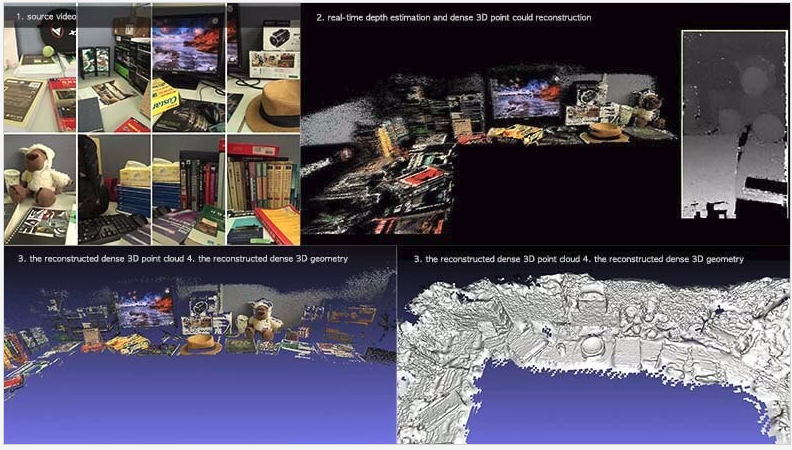 1. source video
2. real-time depth estimation and dense 3D point could reconstruction
3. the reconstructed dense 3D point cloud 4. the reconstructed dense 3D geometry
3. the reconstructed dense 3D point cloud 4. the reconstructed dense 3D geometry